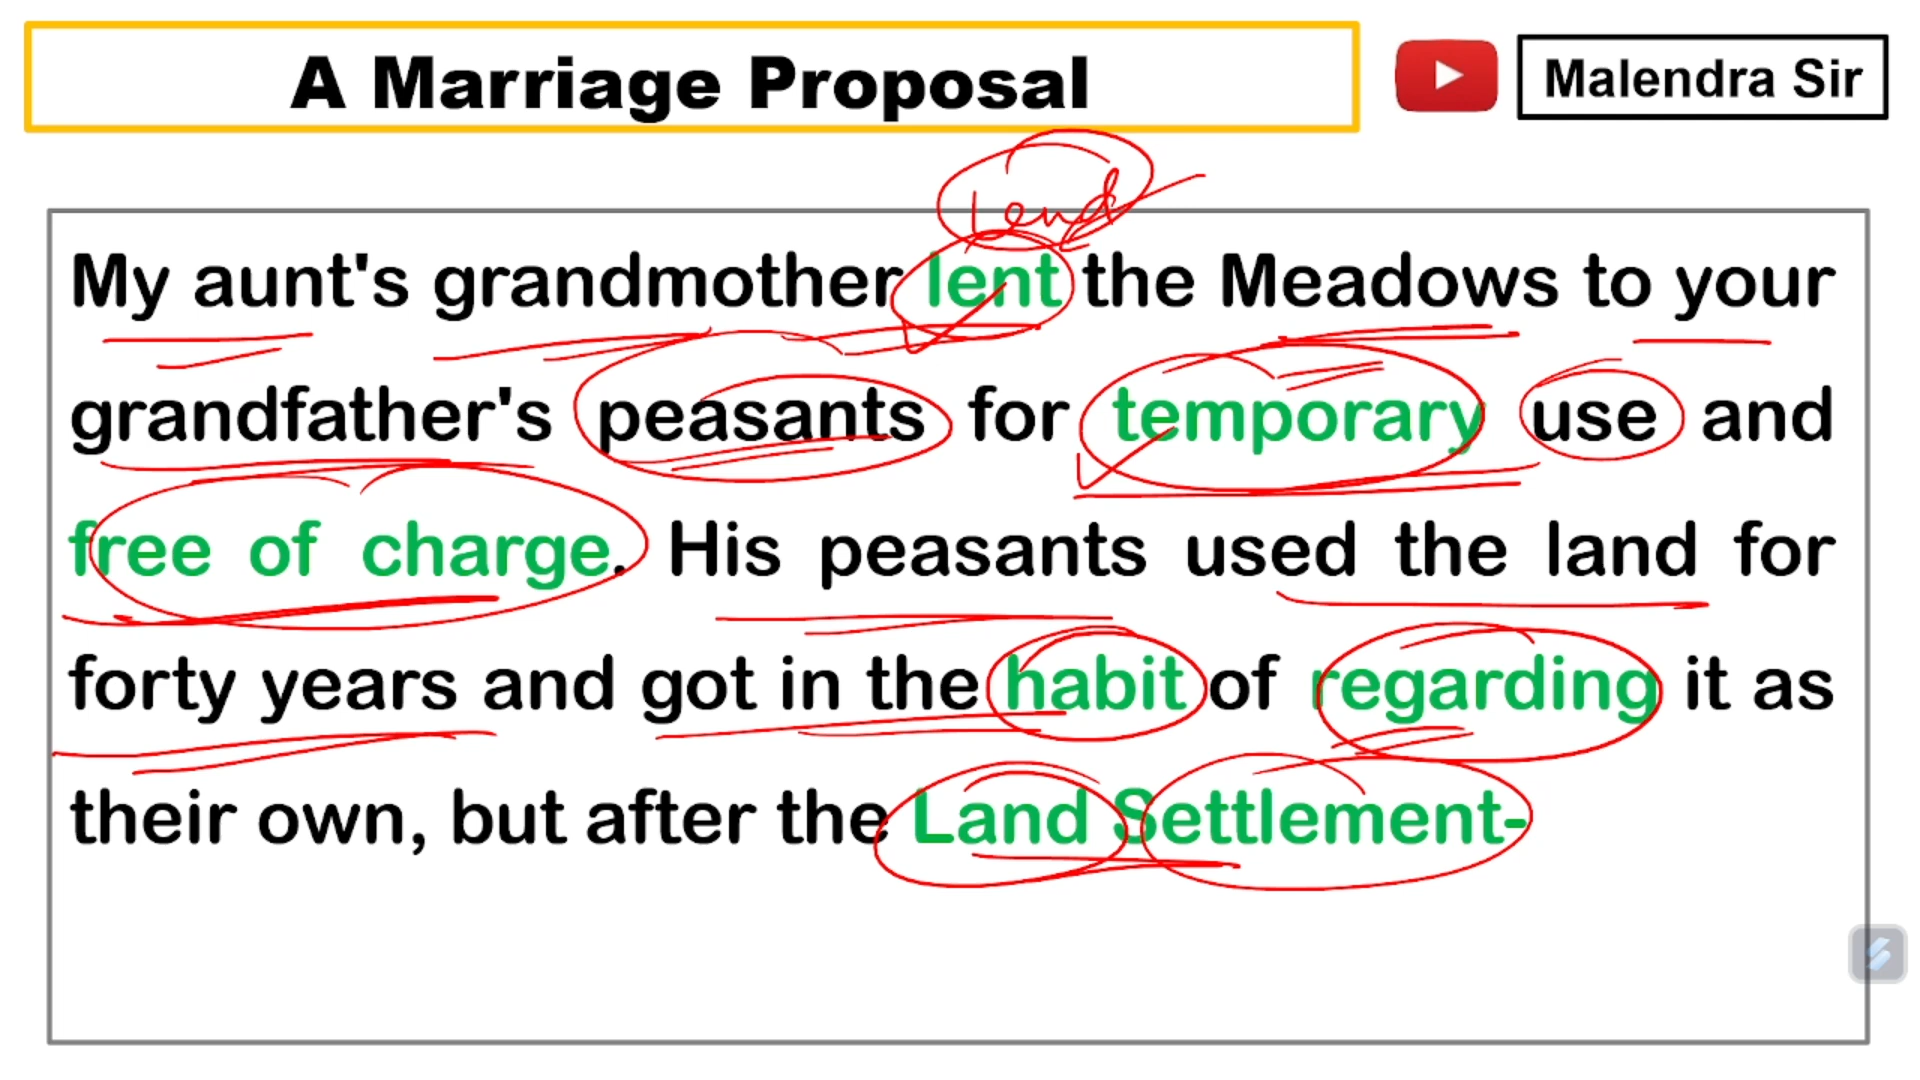 A Marriage Proposal
Malendra Sir
Lend
My aunt's grandmother lent the Meadows to your
grandfather's peasants for temporary use and
free of charge. His peasants used the land for
forty years and got in the habit of regarding it as
their own, but after the Land Settlement-